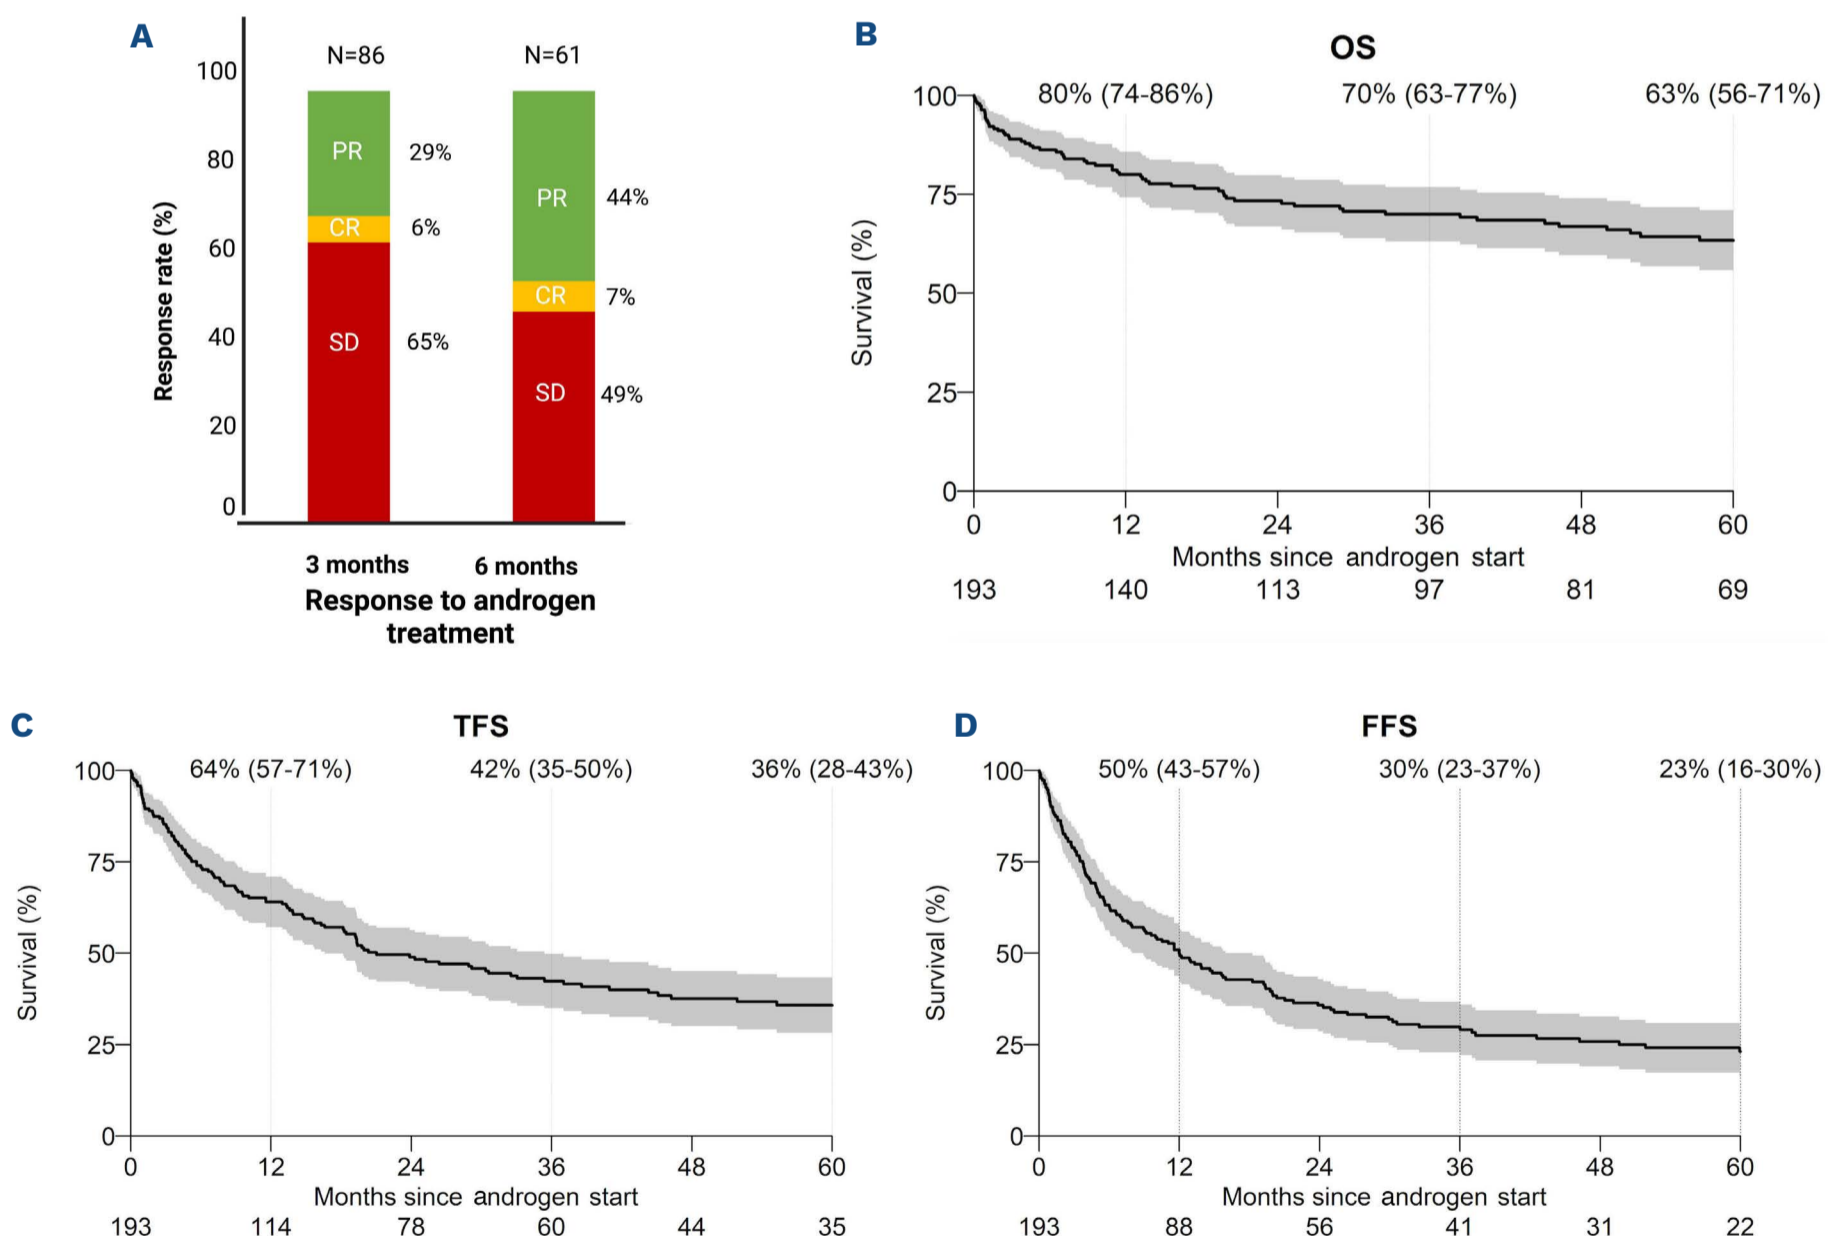 A
N=86 N=61
100
80
60
40
20
0
Response rate (%)
PR 29%
CR 6%
SD 65%
PR 44%
CR 7%
SD 49%
3 months 6 months
Response to androgen
treatment
B
OS
80% (74-86%) 70% (63-77%) 63% (56-71%)
100
75
50
25
0
Survival (%)
0 12 24 36 48 60
Months since androgen start
193 140 113 97 81 69
C
TFS
64% (57-71%) 42% (35-50%) 36% (28-43%)
100
75
50
25
0
Survival (%)
0 12 24 36 48 60
Months since androgen start
193 114 78 60 44 35
D
FFS
50% (43-57%) 30% (23-37%) 23% (16-30%)
100
75
50
25
0
Survival (%)
0 12 24 36 48 60
Months since androgen start
193 88 56 41 31 22